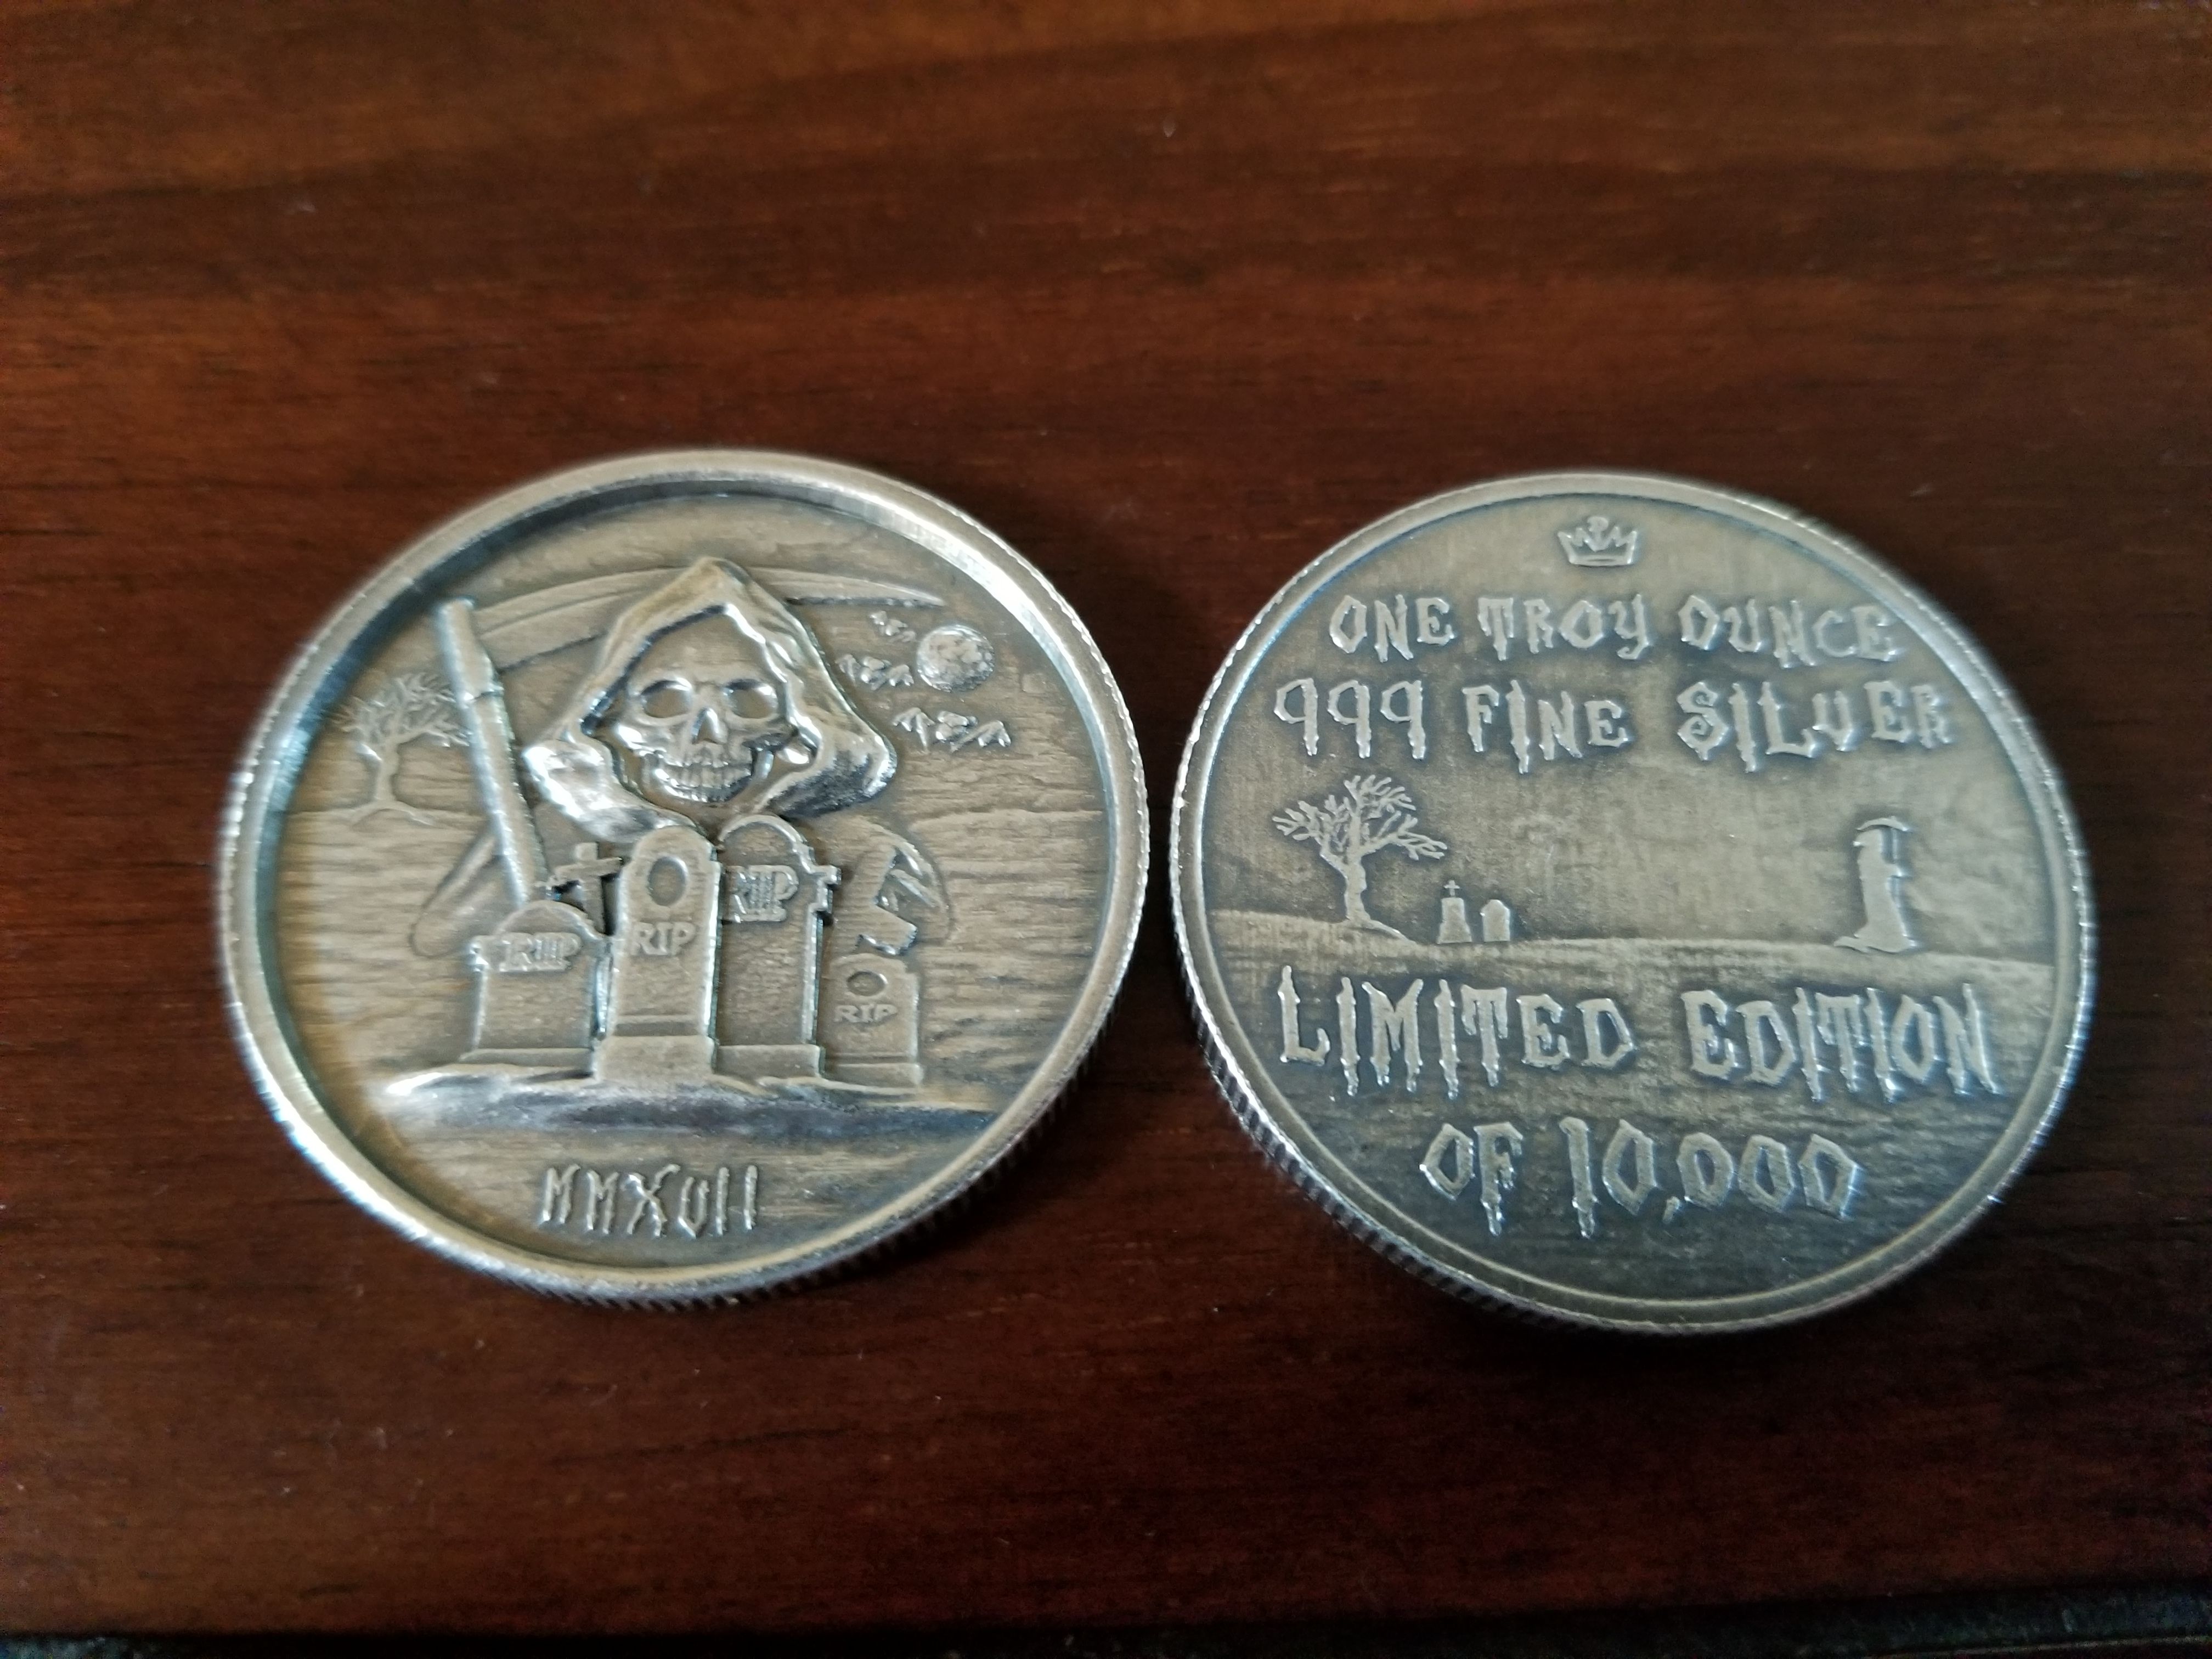 RIP
RIP
RIP
RIP
MMXVII
ONE TROY OUNCE
999 FINE SILVER
LIMITED EDITION
OF 10,000